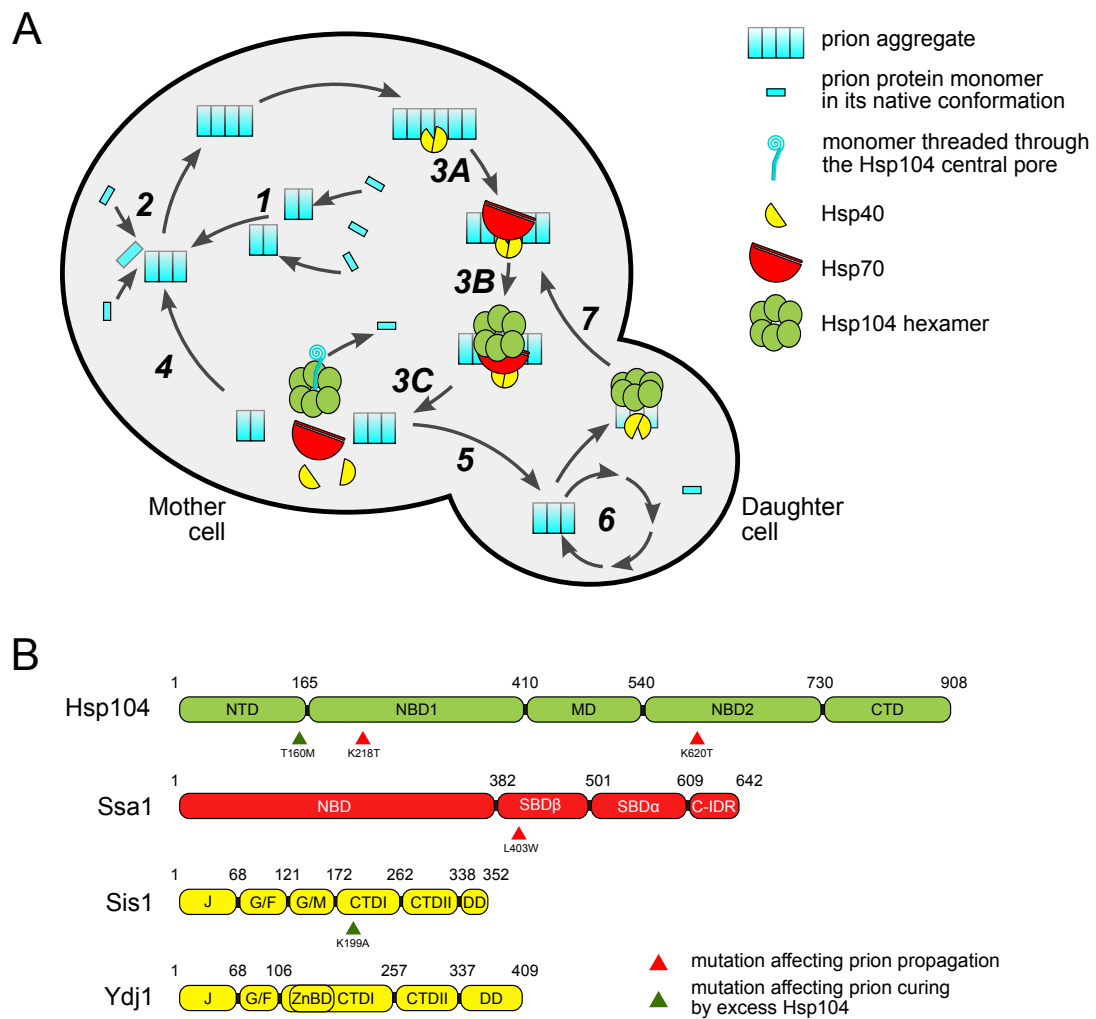 A
prion aggregate
prion protein monomer
in its native conformation
monomer threaded through
the Hsp104 central pore
Hsp40
Hsp70
Hsp104 hexamer
3A
2
1
3B
7
4
3C
5
6
Mother
cell
Daughter
cell
B
1 165 410 540 730 908
Hsp104 NTD NBD1 MD NBD2 CTD
T160M K218T K620T
1 382 501 609 642
Ssa1 NBD SBDβ SBDα C-IDR
L403W
1 68 121 172 262 338 352
Sis1 J G/F G/M CTDI CTDII DD
K199A
1 68 106 257 337 409
Ydj1 J G/F ZnBD CTDI CTDII DD
mutation affecting prion propagation
mutation affecting prion curing
by excess Hsp104